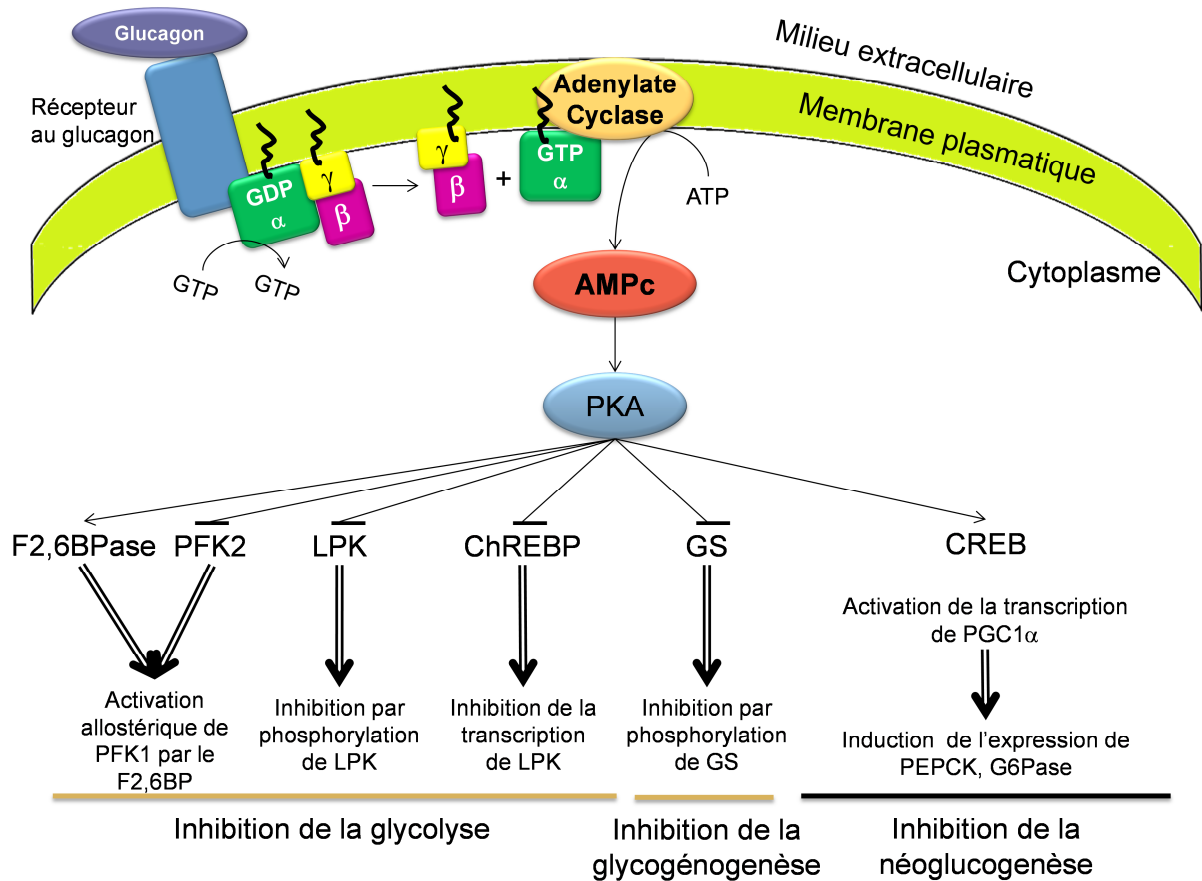 Glucagon
Milieu extracellulaire
Récepteur
au glucagon
Adenylate
Cyclase
Membrane plasmatique
GDP
α
γ
β
γ
β
+
GTP
α
ATP
GTP
GTP
Cytoplasme
AMPc
PKA
F2,6BPase
PFK2
LPK
ChREBP
GS
CREB
Activation
allostérique de
PFK1 par le
F2,6BP
Inhibition par
phosphorylation
de LPK
Inhibition de la
transcription
de LPK
Inhibition par
phosphorylation
de GS
Activation de la transcription
de PGC1α
Induction de l'expression de
PEPCK, G6Pase
Inhibition de la glycolyse
Inhibition de la
glycogénogenèse
Inhibition de la
néoglucogenèse